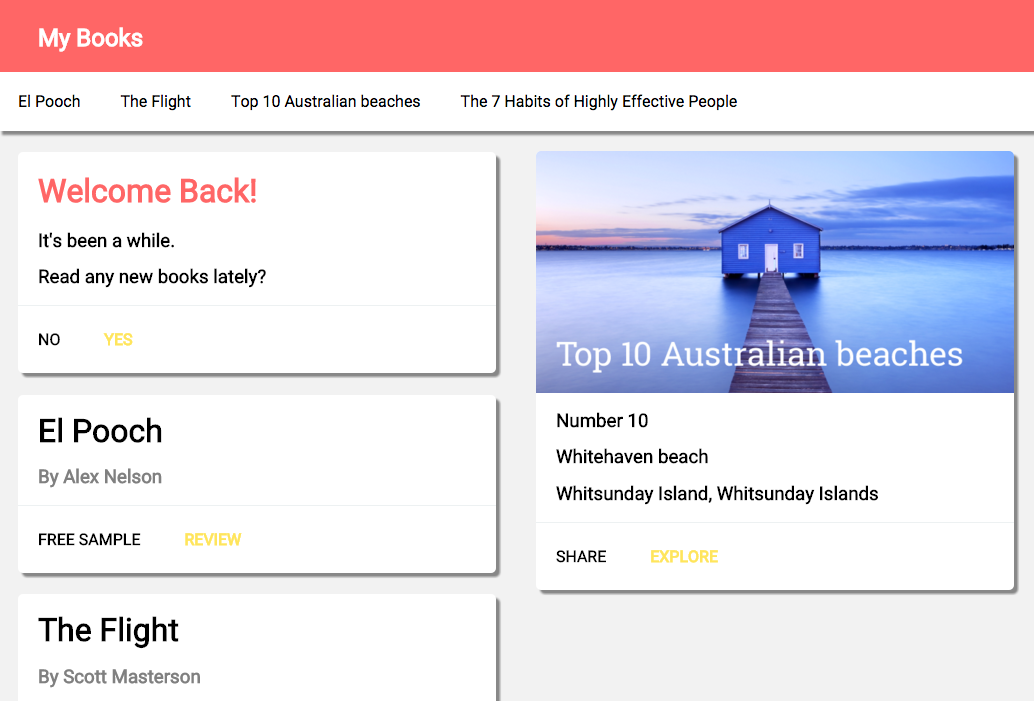 My Books
El Pooch
The Flight
Top 10 Australian beaches
The 7 Habits of Highly Effective People
Welcome Back!
It's been a while.
Read any new books lately?
NO
YES
El Pooch
By Alex Nelson
FREE SAMPLE
REVIEW
The Flight
By Scott Masterson
Top 10 Australian beaches
Number 10
Whitehaven beach
Whitsunday Island, Whitsunday Islands
SHARE
EXPLORE